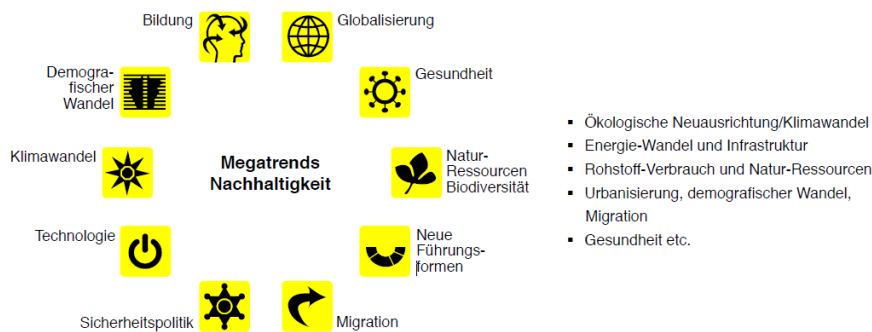 Bildung
Globalisierung
Demogra-
fischer
Wandel
Gesundheit
Klimawandel
Megatrends
Nachhaltigkeit
Natur-
Ressourcen
Biodiversität
Technologie
Neue
Führungs-
formen
Sicherheitspolitik
Migration
▪ Ökologische Neuausrichtung/Klimawandel
▪ Energie-Wandel und Infrastruktur
▪ Rohstoff-Verbrauch und Natur-Ressourcen
▪ Urbanisierung, demografischer Wandel,
Migration
▪ Gesundheit etc.